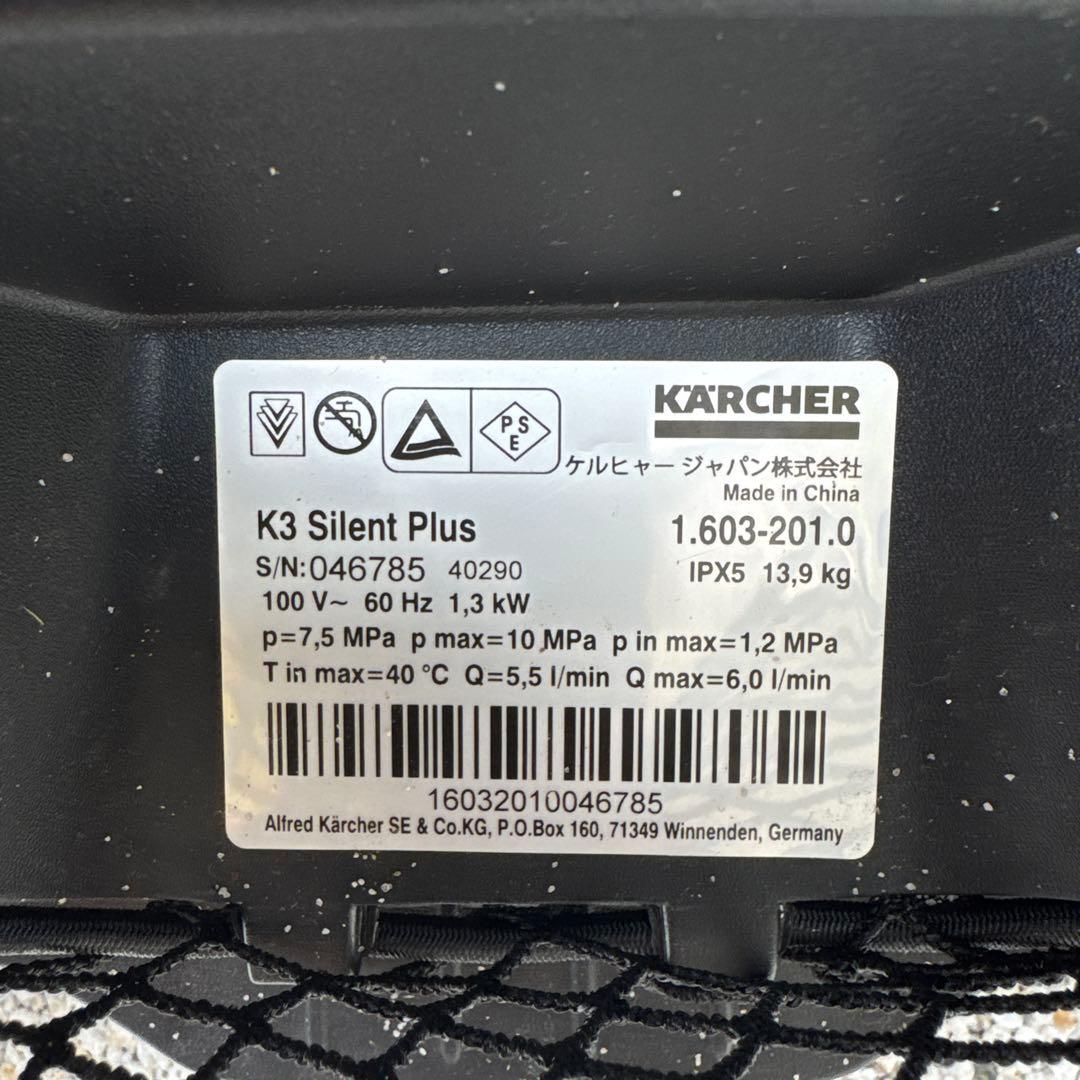 PSE
KÄRCHER
ケルヒャー ジャパン株式会社
Made in China
K3 Silent Plus 1.603-201.0
S/N:046785 40290 IPX5 13,9 kg
100 V~ 60 Hz 1,3 kW
p=7,5 MPa p max=10 MPa p in max=1,2 MPa
T in max=40 °C Q=5,5 l/min Q max=6,0 l/min
16032010046785
Alfred Kärcher SE & Co.KG, P.O.Box 160, 71349 Winnenden, Germany